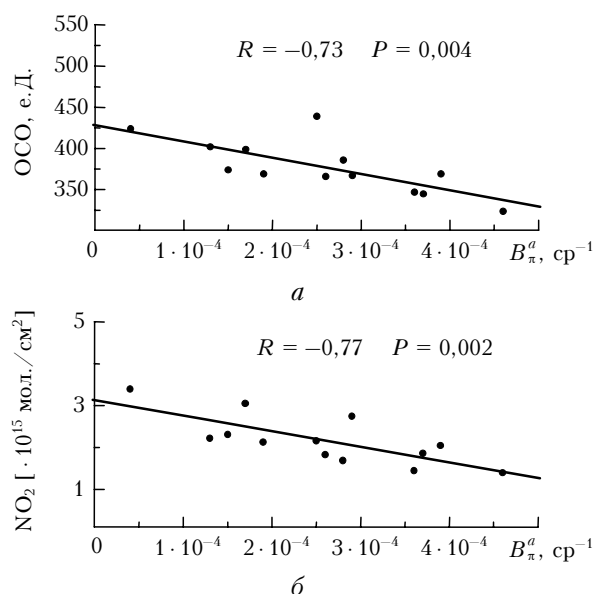 550
500
450
400
350
ОСО, е.Д.
R = −0,73 P = 0,004
0 1·10⁻⁴ 2·10⁻⁴ 3·10⁻⁴ 4·10⁻⁴ Bᵃπ, ср⁻¹
а
5
3
1
NO₂ [·10¹⁵ мол./см²]
R = −0,77 P = 0,002
0 1·10⁻⁴ 2·10⁻⁴ 3·10⁻⁴ 4·10⁻⁴ Bᵃπ, ср⁻¹
б